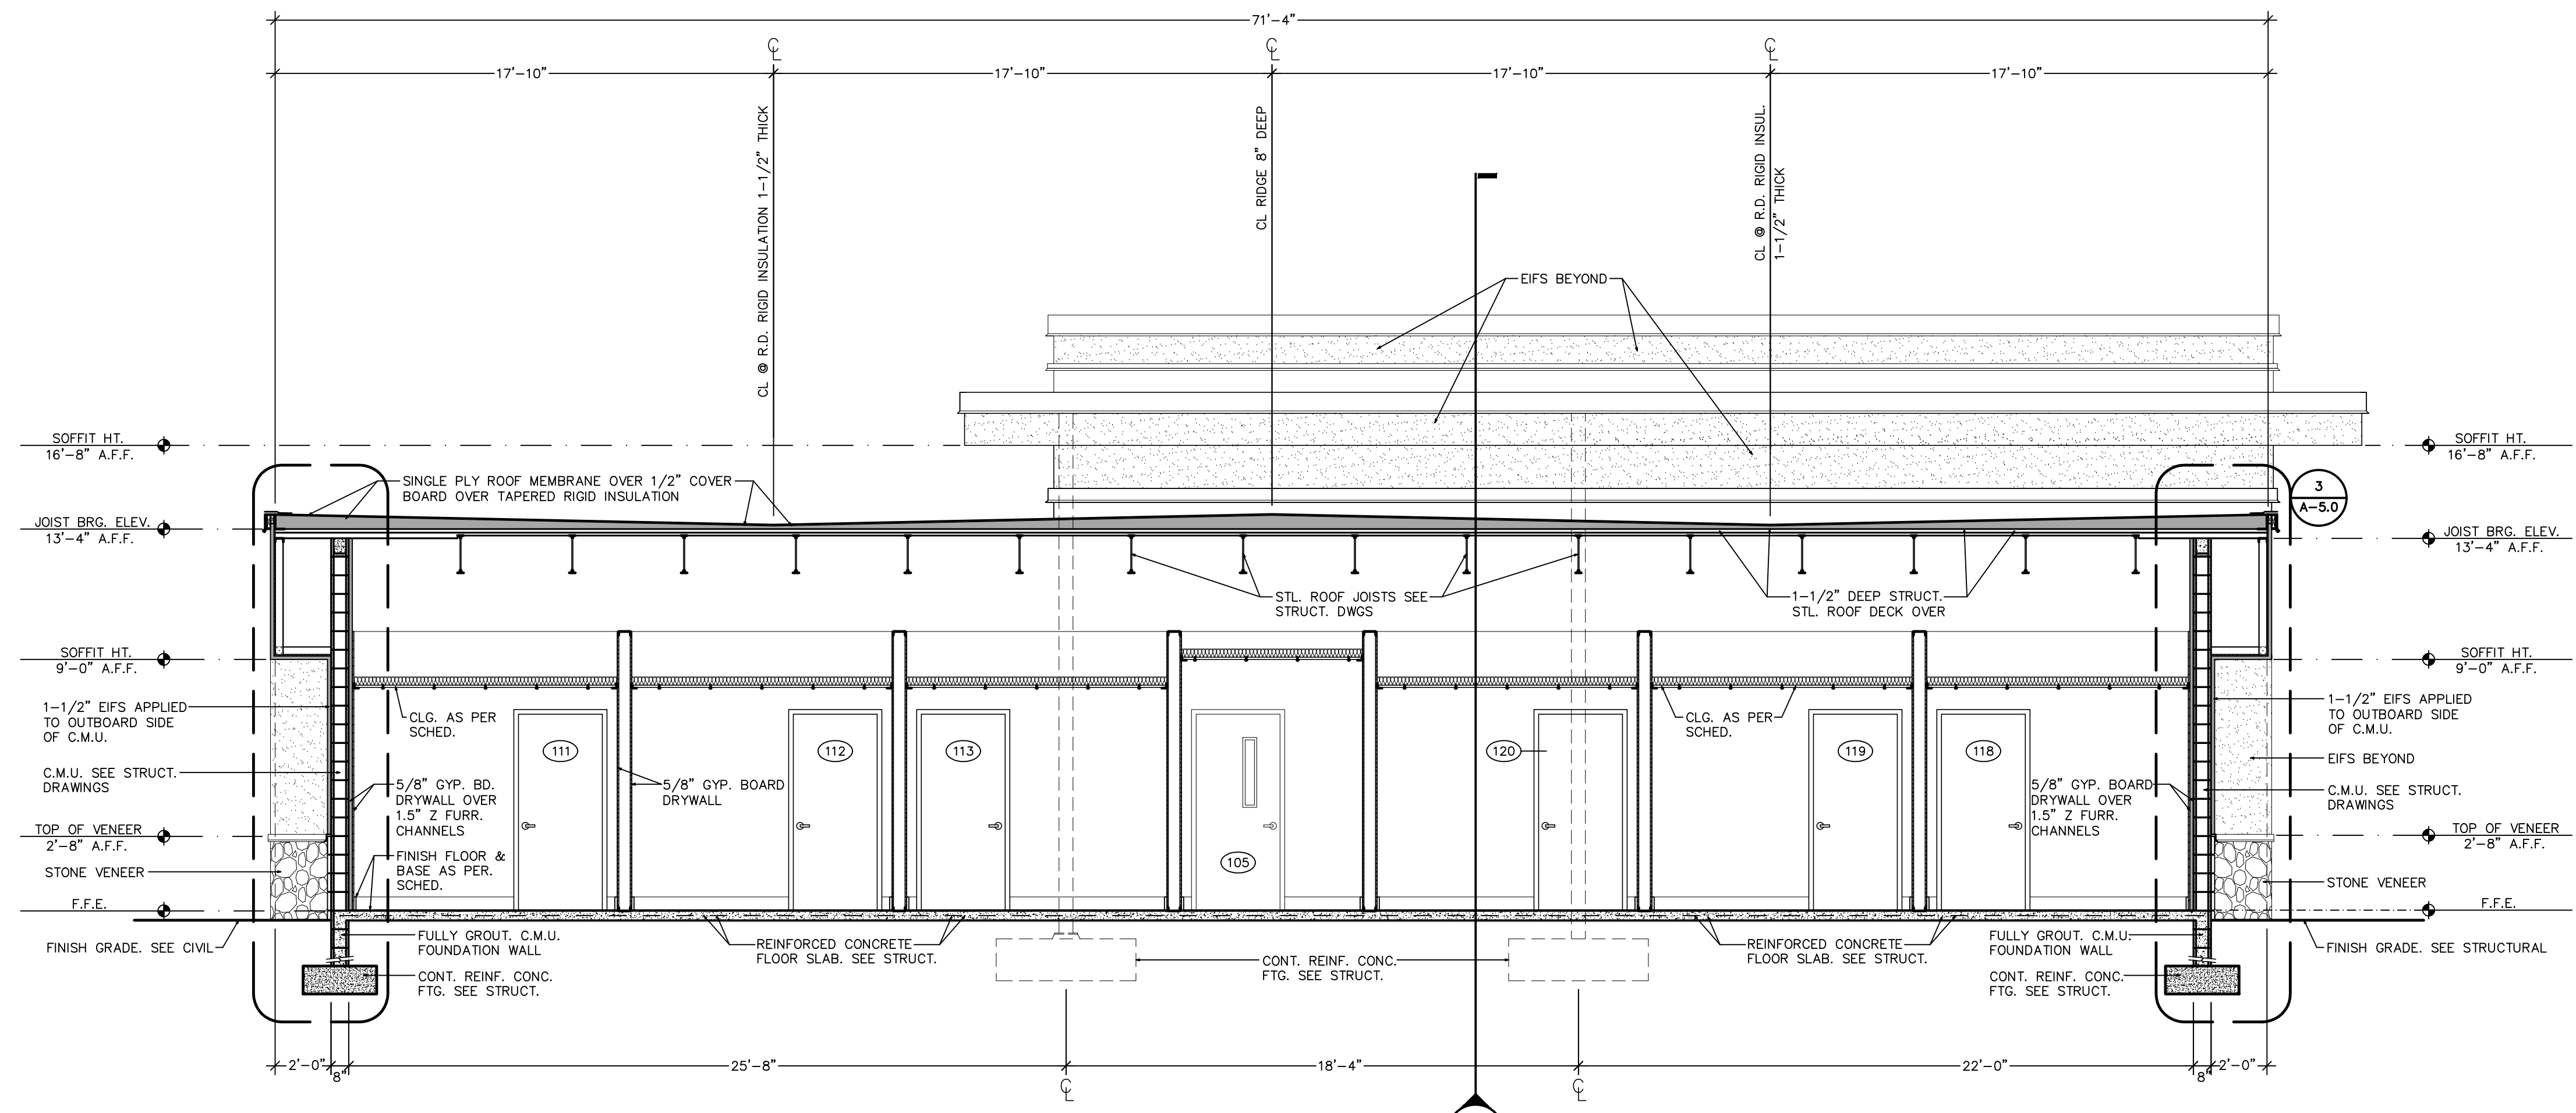 71'-4"
17'-10"
17'-10"
17'-10"
17'-10"
CL @ R.D. RIGID INSULATION 1-1/2" THICK
CL RIDGE 8" DEEP
CL @ R.D. RIGID INSUL.
1-1/2" THICK
EIFS BEYOND
SOFFIT HT.
16'-8" A.F.F.
SOFFIT HT.
16'-8" A.F.F.
SINGLE PLY ROOF MEMBRANE OVER 1/2" COVER
BOARD OVER TAPERED RIGID INSULATION
3
A-5.0
JOIST BRG. ELEV.
13'-4" A.F.F.
JOIST BRG. ELEV.
13'-4" A.F.F.
STL. ROOF JOISTS SEE
STRUCT. DWGS
1-1/2" DEEP STRUCT.
STL. ROOF DECK OVER
SOFFIT HT.
9'-0" A.F.F.
SOFFIT HT.
9'-0" A.F.F.
1-1/2" EIFS APPLIED
TO OUTBOARD SIDE
OF C.M.U.
CLG. AS PER
SCHED.
CLG. AS PER
SCHED.
1-1/2" EIFS APPLIED
TO OUTBOARD SIDE
OF C.M.U.
111
112
113
120
119
118
EIFS BEYOND
C.M.U. SEE STRUCT.
DRAWINGS
5/8" GYP. BD.
DRYWALL OVER
1.5" Z FURR.
CHANNELS
5/8" GYP. BOARD
DRYWALL
5/8" GYP. BOARD
DRYWALL OVER
1.5" Z FURR.
CHANNELS
C.M.U. SEE STRUCT.
DRAWINGS
TOP OF VENEER
2'-8" A.F.F.
TOP OF VENEER
2'-8" A.F.F.
FINISH FLOOR &
BASE AS PER.
SCHED.
105
STONE VENEER
STONE VENEER
F.F.E.
F.F.E.
FINISH GRADE. SEE CIVIL
FULLY GROUT. C.M.U.
FOUNDATION WALL
REINFORCED CONCRETE
FLOOR SLAB. SEE STRUCT.
REINFORCED CONCRETE
FLOOR SLAB. SEE STRUCT.
FULLY GROUT. C.M.U.
FOUNDATION WALL
FINISH GRADE. SEE STRUCTURAL
CONT. REINF. CONC.
FTG. SEE STRUCT.
CONT. REINF. CONC.
FTG. SEE STRUCT.
CONT. REINF. CONC.
FTG. SEE STRUCT.
2'-0"
8"
25'-8"
18'-4"
22'-0"
8"
2'-0"